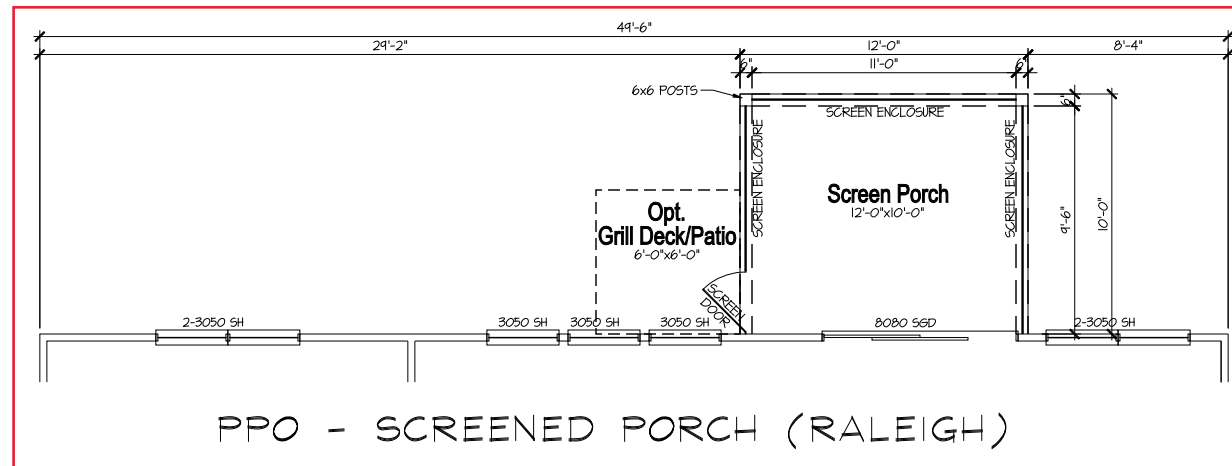 49'-6"
29'-2"
12'-0"
8'-4"
6"
11'-0"
6"
6x6 POSTS
6"
SCREEN ENCLOSURE
SCREEN ENCLOSURE
SCREEN ENCLOSURE
Screen Porch
12'-0"x10'-0"
9'-6"
10'-0"
Opt.
Grill Deck/Patio
6'-0"x6'-0"
SCREEN
DOOR
2-3050 SH
3050 SH
3050 SH
3050 SH
8080 SGD
2-3050 SH
PPO - SCREENED PORCH (RALEIGH)